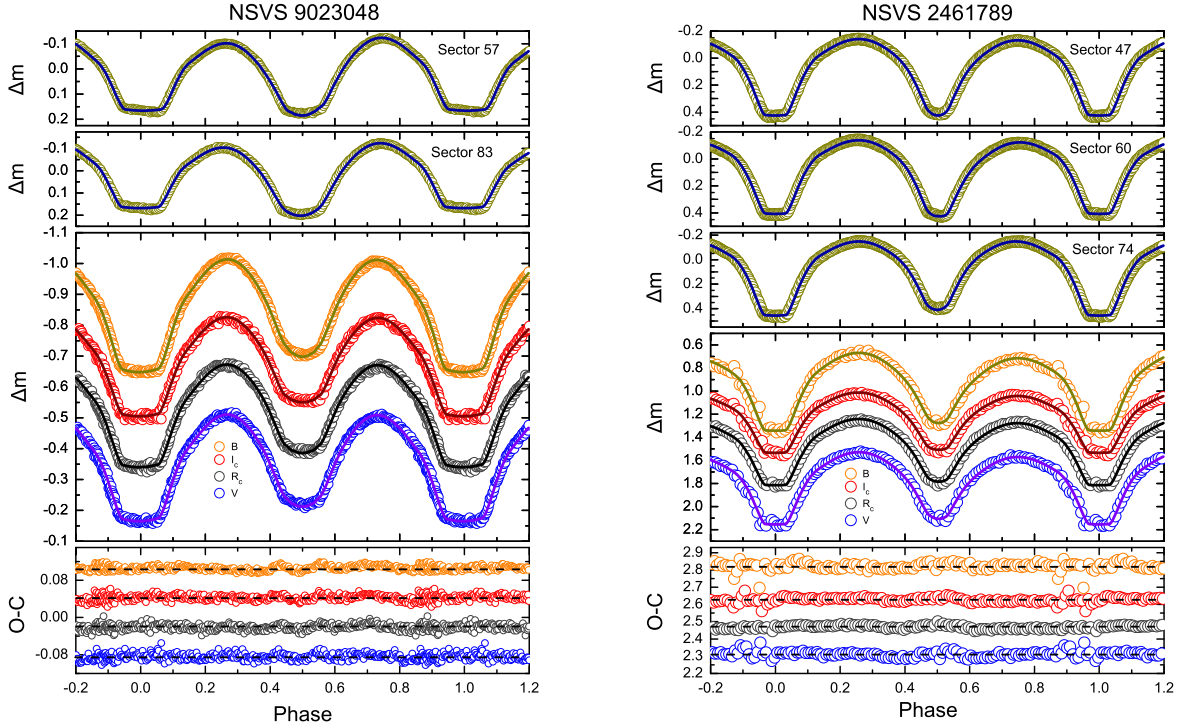 NSVS 9023048
-0.1
0.0
0.1
0.2
Δm
Sector 57
-0.1
0.0
0.1
0.2
Δm
Sector 83
-1.1
-1.0
-0.9
-0.8
-0.7
-0.6
-0.5
-0.4
-0.3
-0.2
-0.1
Δm
B
I_c
R_c
V
0.08
0.00
-0.08
O-C
-0.2 0.0 0.2 0.4 0.6 0.8 1.0 1.2
Phase
NSVS 2461789
-0.2
0.0
0.2
0.4
Δm
Sector 47
-0.2
0.0
0.2
0.4
Δm
Sector 60
-0.2
0.0
0.2
0.4
Δm
Sector 74
0.6
0.8
1.0
1.2
1.4
1.6
1.8
2.0
2.2
Δm
B
I_c
R_c
V
2.9
2.8
2.7
2.6
2.5
2.4
2.3
2.2
O-C
-0.2 0.0 0.2 0.4 0.6 0.8 1.0 1.2
Phase